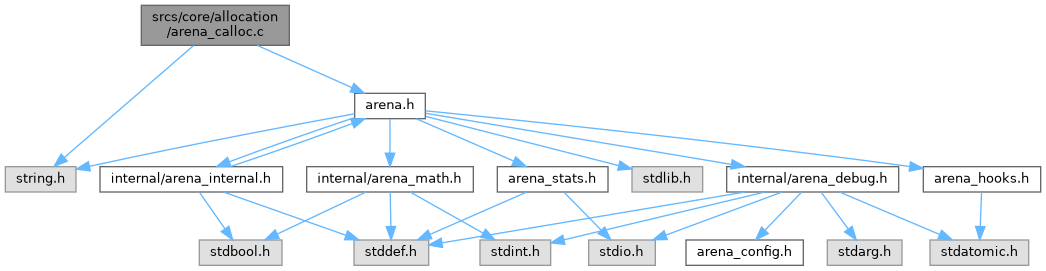 srcs/core/allocation
/arena_calloc.c
arena.h
string.h
internal/arena_internal.h
internal/arena_math.h
arena_stats.h
stdlib.h
internal/arena_debug.h
arena_hooks.h
stdbool.h
stddef.h
stdint.h
stdio.h
arena_config.h
stdarg.h
stdatomic.h